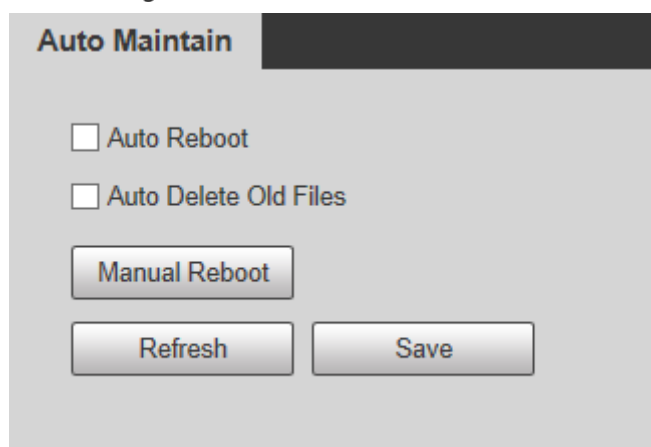 Auto Maintain
Auto Reboot
Auto Delete Old Files
Manual Reboot
Refresh Save